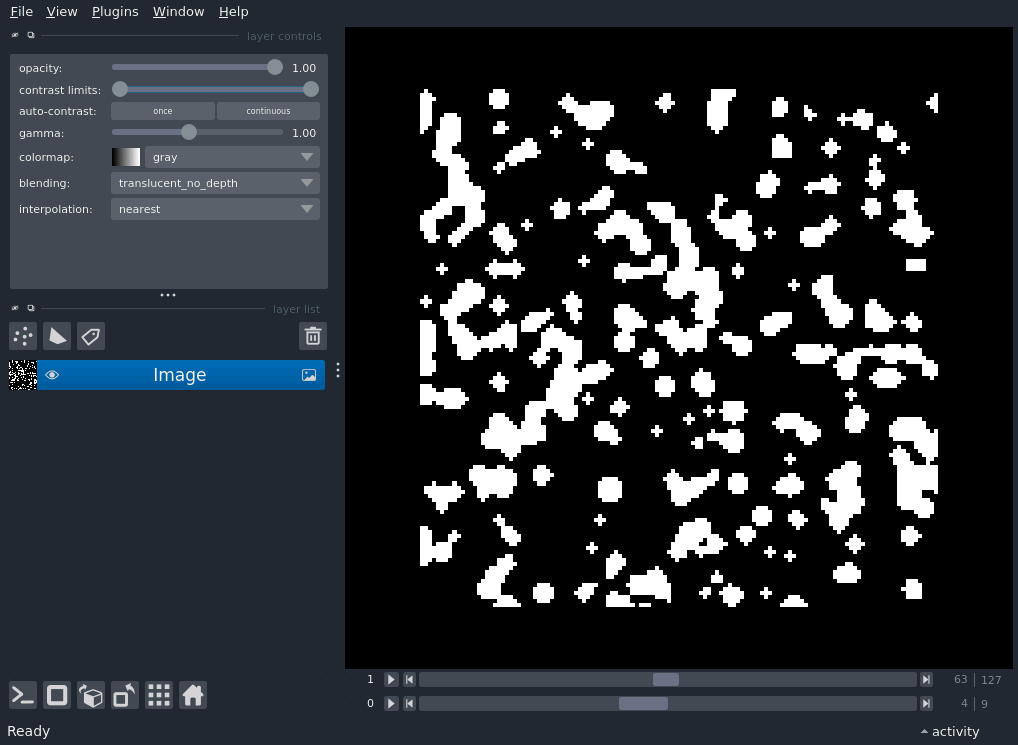 File View Plugins Window Help
layer controls
opacity: 1.00
contrast limits:
auto-contrast: once continuous
gamma: 1.00
colormap: gray
blending: translucent_no_depth
interpolation: nearest
layer list
Image
1 63 127
0 4 9
Ready activity